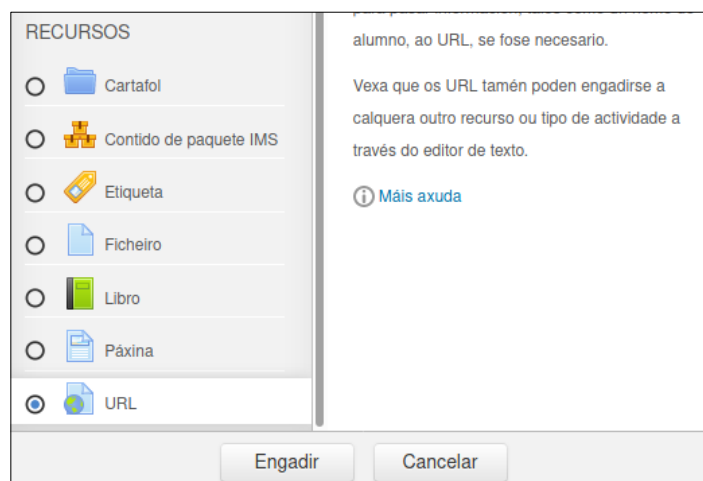 RECURSOS
Cartafol
Contido de paquete IMS
Etiqueta
Ficheiro
Libro
Páxina
URL
alumno, ao URL, se fose necesario.
Vexa que os URL tamén poden engadirse a
calquera outro recurso ou tipo de actividade a
través do editor de texto.
Máis axuda
Engadir
Cancelar